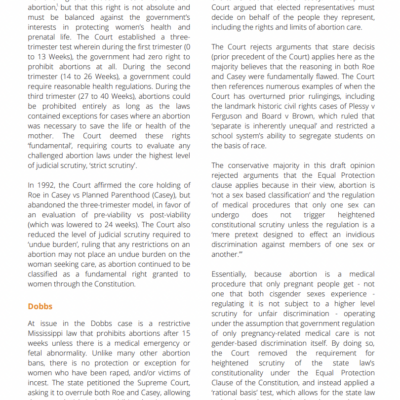 abortion,' but that this right is not absolute and
must be balanced against the government's
interests in protecting women's health and
prenatal life. The Court established a three-
trimester test wherein during the first trimester (0
to 13 Weeks), the government had zero right to
prohibit abortions at all. During the second
trimester (14 to 26 Weeks), a government could
require reasonable health regulations. During the
third trimester (27 to 40 Weeks), abortions could
be prohibited entirely as long as the laws
contained exceptions for cases where an abortion
was necessary to save the life or health of the
mother. The Court deemed these rights
'fundamental', requiring courts to evaluate any
challenged abortion laws under the highest level
of judicial scrutiny, 'strict scrutiny'.
In 1992, the Court affirmed the core holding of
Roe in Casey vs Planned Parenthood (Casey), but
abandoned the three-trimester model, in favor of
an evaluation of pre-viability vs post-viability
(which was lowered to 24 weeks). The Court also
reduced the level of judicial scrutiny required to
'undue burden', ruling that any restrictions on an
abortion may not place an undue burden on the
woman seeking care, as abortion continued to be
classified as a fundamental right granted to
women through the Constitution.
Dobbs
At issue in the Dobbs case is a restrictive
Mississippi law that prohibits abortions after 15
weeks unless there is a medical emergency or
fetal abnormality. Unlike many other abortion
bans, there is no protection or exception for
women who have been raped, and/or victims of
incest. The state petitioned the Supreme Court,
asking it to overrule both Roe and Casey, allowing
Court argued that elected representatives must
decide on behalf of the people they represent,
including the rights and limits of abortion care.
The Court rejects arguments that stare decisis
(prior precedent of the Court) applies here as the
majority believes that the reasoning in both Roe
and Casey were fundamentally flawed. The Court
then references numerous examples of when the
Court has overturned prior rulings, including
the landmark historic civil rights cases of Plessy v
Ferguson and Board v Brown, which ruled that
'separate is inherently unequal' and restricted a
school system's ability to segregate students on
the basis of race.
The conservative majority in this draft opinion
rejected arguments that the Equal Protection
clause applies because in their view, abortion is
'not a sex based classification' and 'the regulation
of medical procedures that only one sex can
undergo does not trigger heightened
constitutional scrutiny unless the regulation is a
'mere pretext designed to effect an invidious
discrimination against members of one sex or
another.'"
Essentially, because abortion is a medical
procedure that only pregnant people get - not
one that both cisgender sexes experience -
regulating it is not subject to a higher level
scrutiny for unfair discrimination - operating
under the assumption that government regulation
of only pregnancy-related medical care is not
gender-based discrimination itself. By doing so,
the Court removed the requirement for
heightened scrutiny of the state law's
constitutionality under the Equal Protection
Clause of the Constitution, and instead applied a
'rational basis' test, which allows for the state law